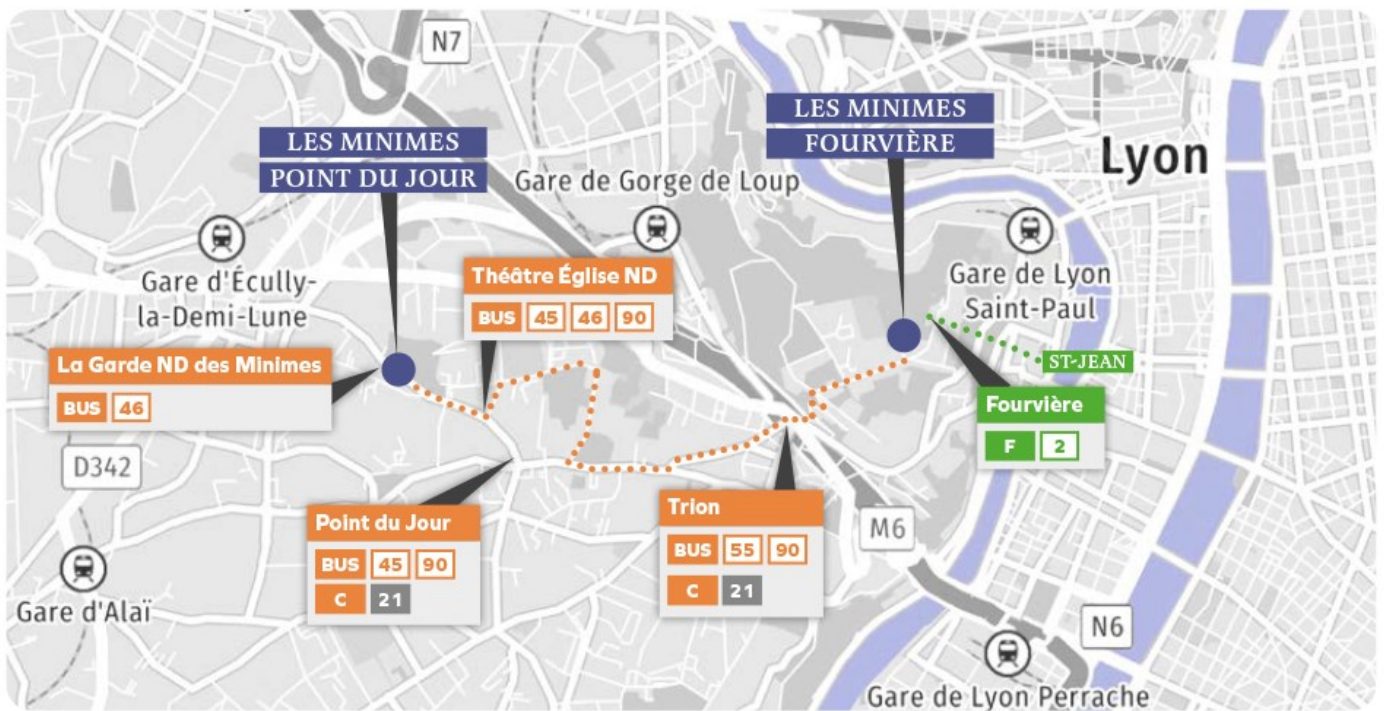 N7
LES MINIMES
POINT DU JOUR
LES MINIMES
FOURVIÈRE
Lyon
Gare de Gorge de Loup
Gare d'Écully-
la-Demi-Lune
Théâtre Église ND
BUS 45 46 90
Gare de Lyon
Saint-Paul
La Garde ND des Minimes
BUS 46
ST-JEAN
Fourvière
F 2
D342
Point du Jour
BUS 45 90
C 21
Trion
BUS 55 90
C 21
M6
Gare d'Alaï
N6
Gare de Lyon Perrache